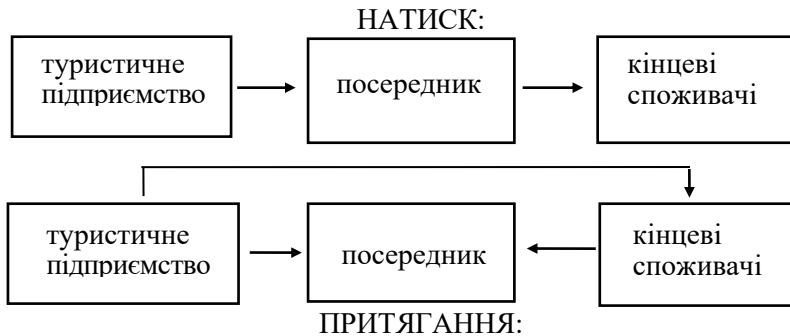 НАТИСК:
туристичне
підприємство
посередник
кінцеві
споживачі
туристичне
підприємство
посередник
кінцеві
споживачі
ПРИТЯГАННЯ: